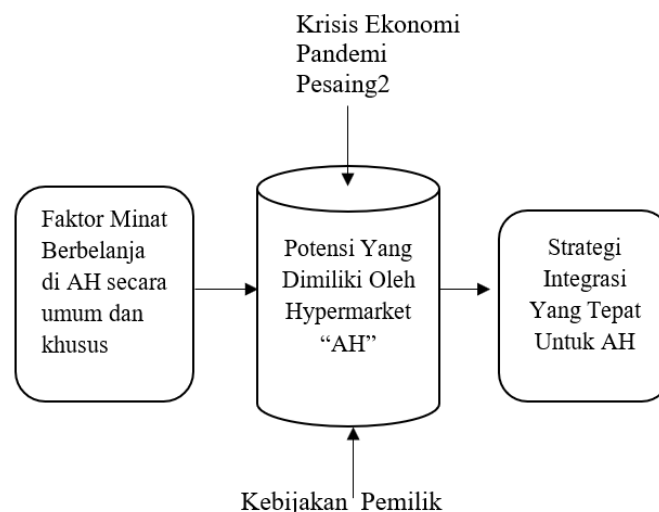 Krisis Ekonomi
Pandemi
Pesaing2
Faktor Minat
Berbelanja
di AH secara
umum dan
khusus
Potensi Yang
Dimiliki Oleh
Hypermarket
“AH”
Strategi
Integrasi
Yang Tepat
Untuk AH
Kebijakan Pemilik